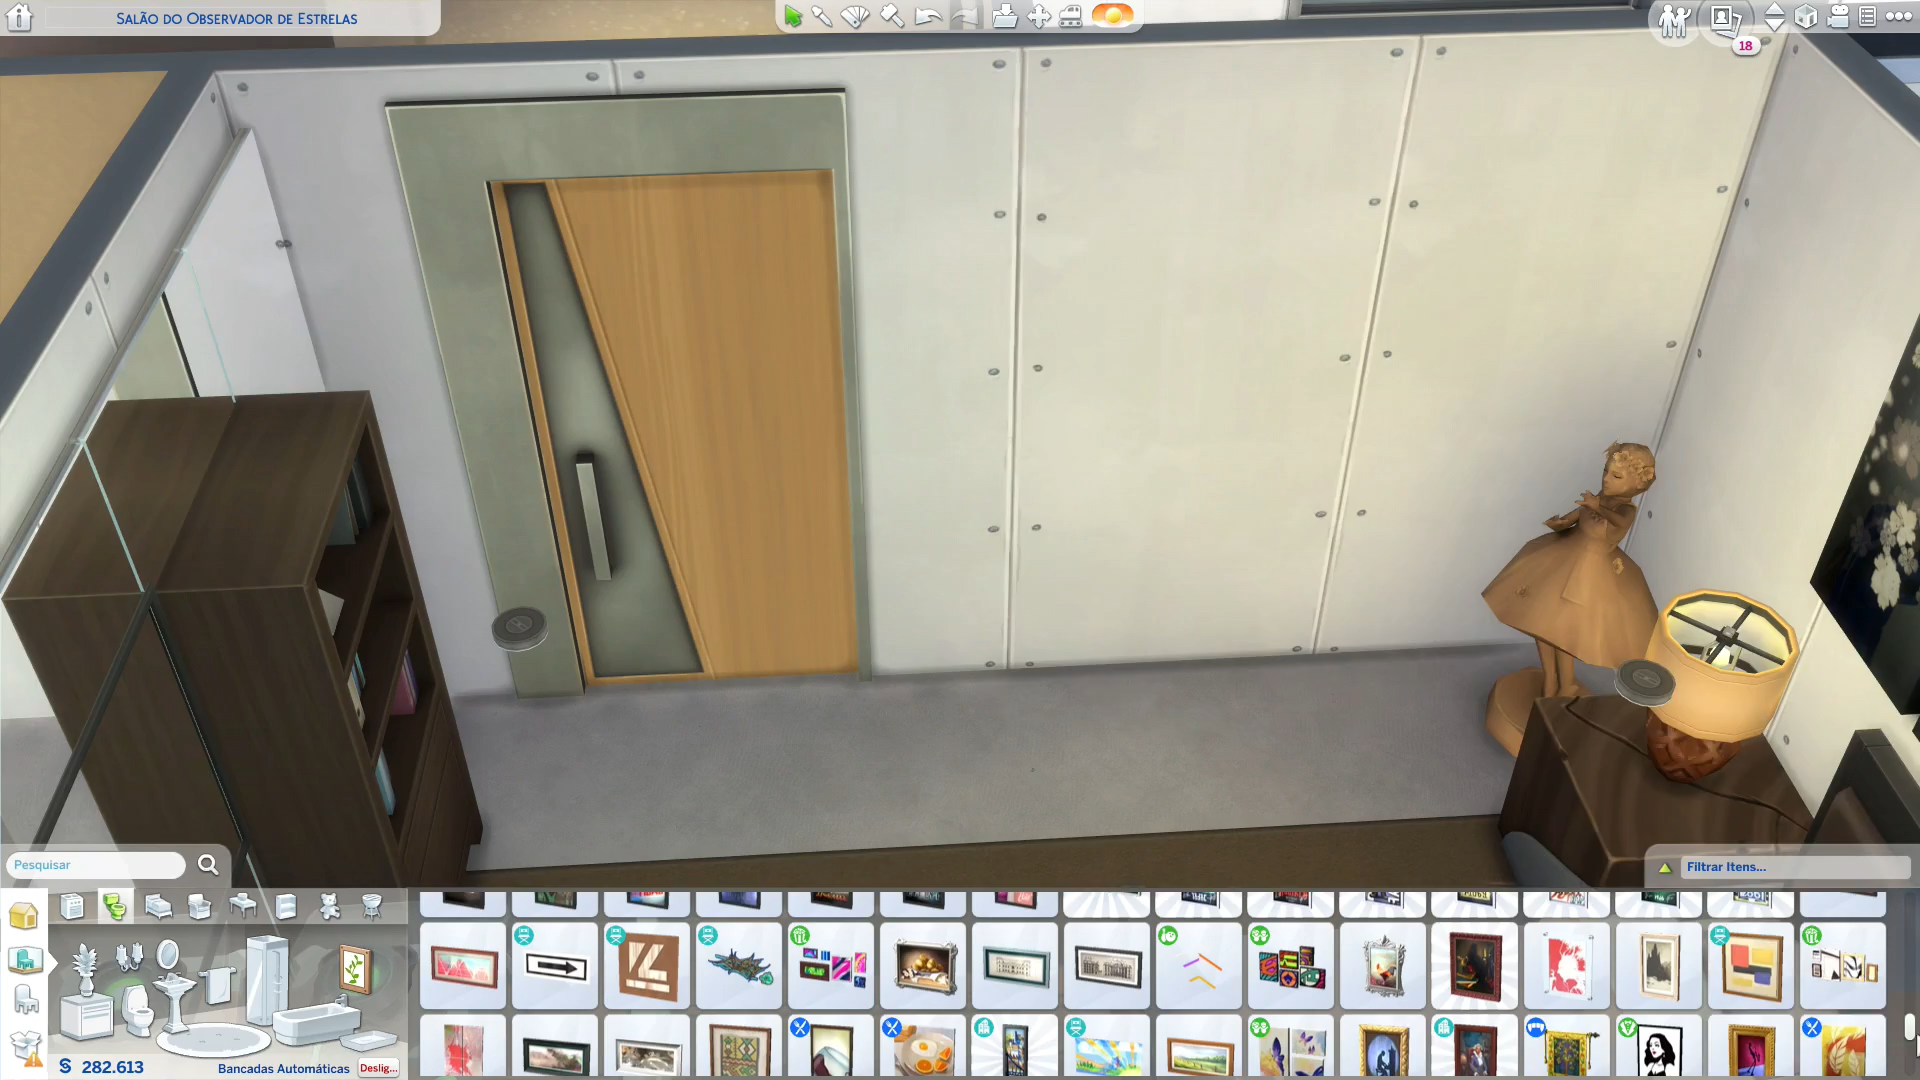 Salão do Observador de Estrelas
18
Pesquisar
Filtrar Itens...
282.613
Bancadas Automáticas
Deslig...